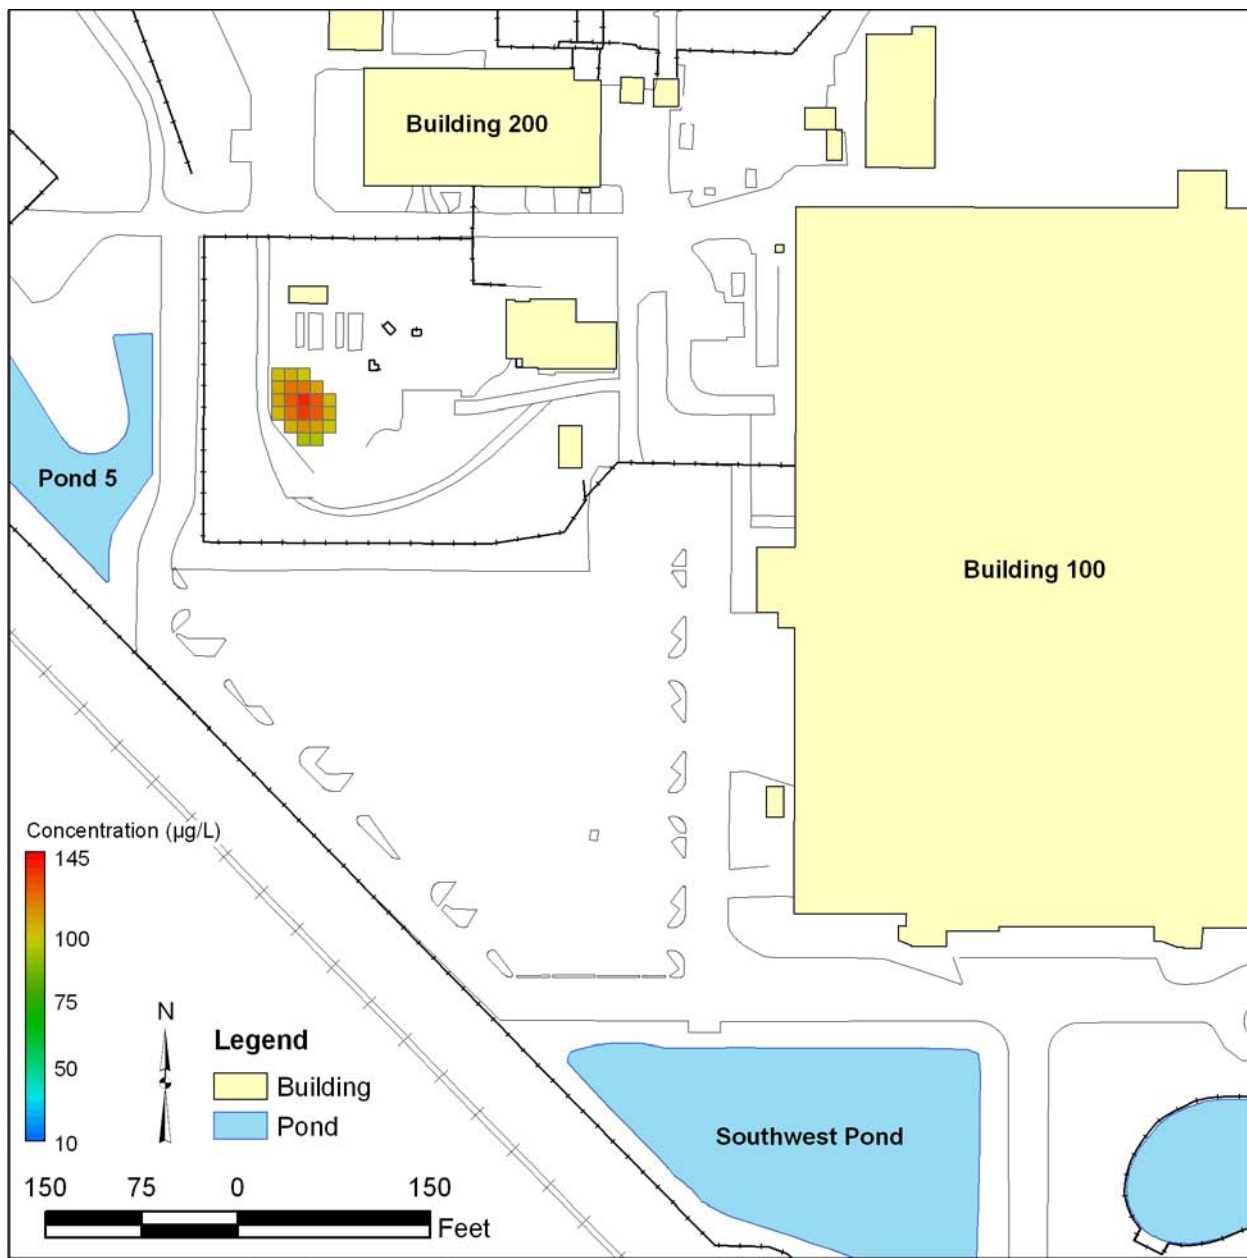 Building 200
Pond 5
Building 100
Concentration (µg/L)
145
100
75
50
10
N
Legend
Building
Pond
Southwest Pond
150 75 0 150
Feet